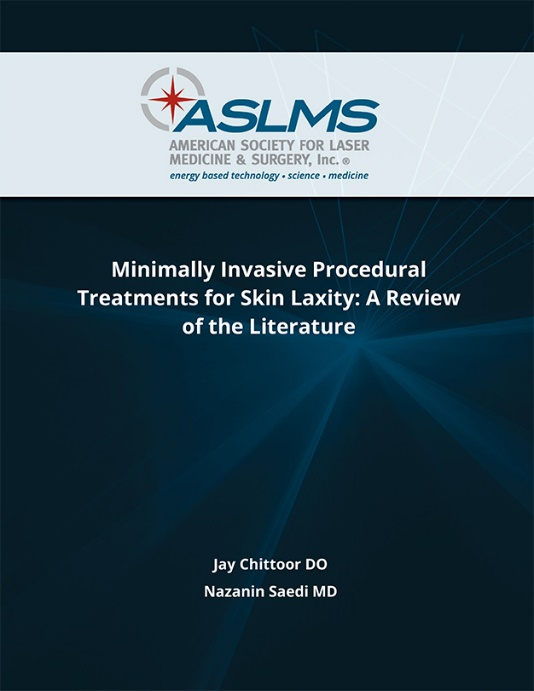 ASLMS
AMERICAN SOCIETY FOR LASER
MEDICINE & SURGERY, Inc. ®
energy based technology • science • medicine
Minimally Invasive Procedural
Treatments for Skin Laxity: A Review
of the Literature
Jay Chittoor DO
Nazanin Saedi MD